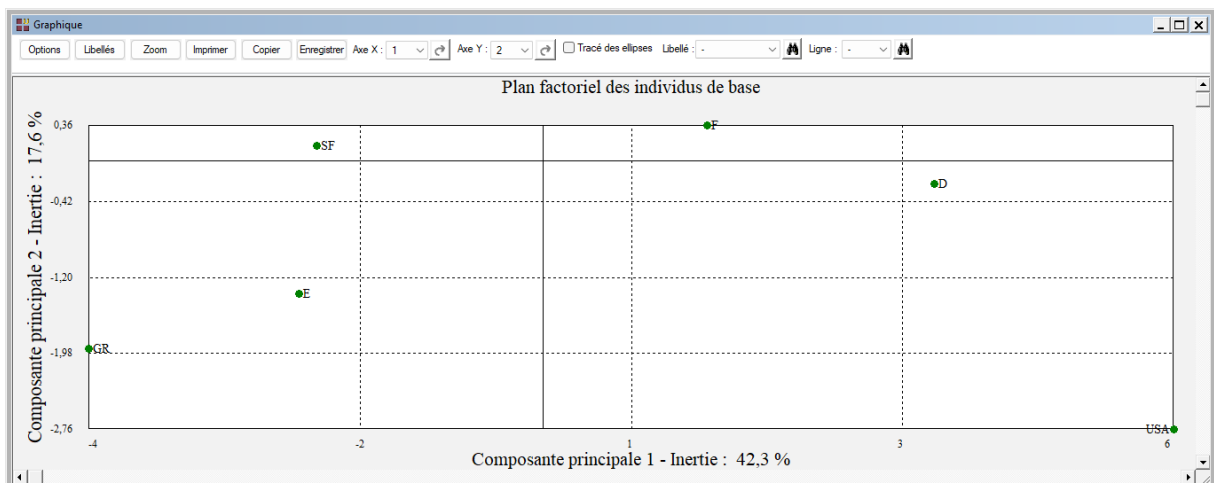 Graphique
Options Libellés Zoom Imprimer Copier Enregistrer Axe X : 1 Axe Y : 2 Tracé des ellipses Libellé : - Ligne : -
Plan factoriel des individus de base
Composante principale 2 - Inertie : 17,6 %
0,36
-0,42
-1,20
-1,98
-2,76
F
SF
D
E
GR
USA
-4 -2 1 3 6
Composante principale 1 - Inertie : 42,3 %